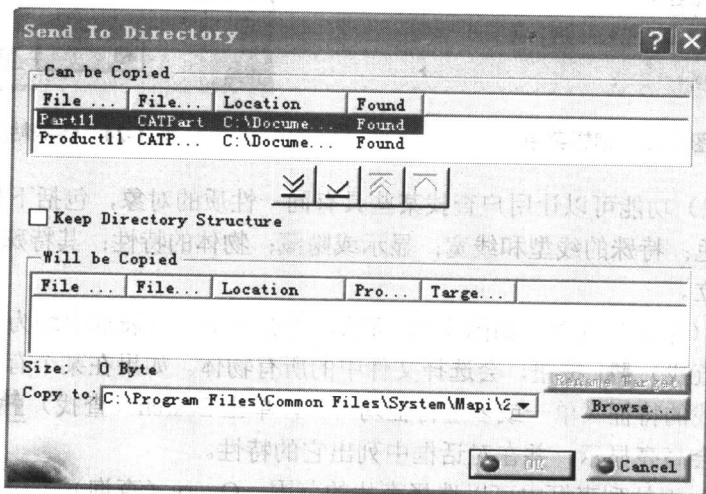 Send To Directory
Can be Copied
File ... File... Location Found
Part11 CATPart C:\Docume... Found
Product11 CATP... C:\Docume... Found
Keep Directory Structure
Will be Copied
File ... File... Location Pro... Targe...
Size: 0 Byte
Rename Target
Copy to: C:\Program Files\Common Files\System\Mapi\2
Browse...
OK Cancel